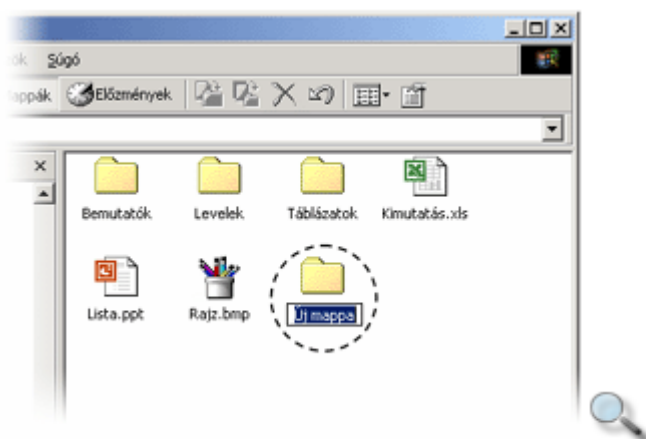 Súgó
Előzmények
Bemutatók Levelek Táblázatok Kimutatás.xls
Lista.ppt Rajz.bmp Új mappa